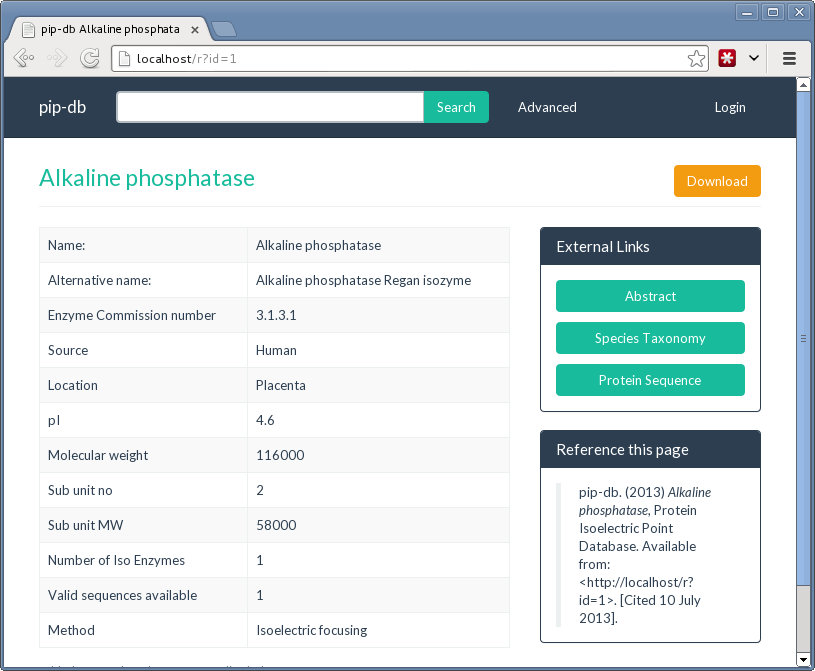 pip-db Alkaline phosphata
localhost/r?id=1
pip-db Search Advanced Login
Alkaline phosphatase
Download
Name: Alkaline phosphatase
Alternative name: Alkaline phosphatase Regan isozyme
Enzyme Commission number 3.1.3.1
Source Human
Location Placenta
pI 4.6
Molecular weight 116000
Sub unit no 2
Sub unit MW 58000
Number of Iso Enzymes 1
Valid sequences available 1
Method Isoelectric focusing
External Links
Abstract
Species Taxonomy
Protein Sequence
Reference this page
pip-db. (2013) Alkaline
phosphatase, Protein
Isoelectric Point
Database. Available
from:
<http://localhost/r?
id=1>. [Cited 10 July
2013].